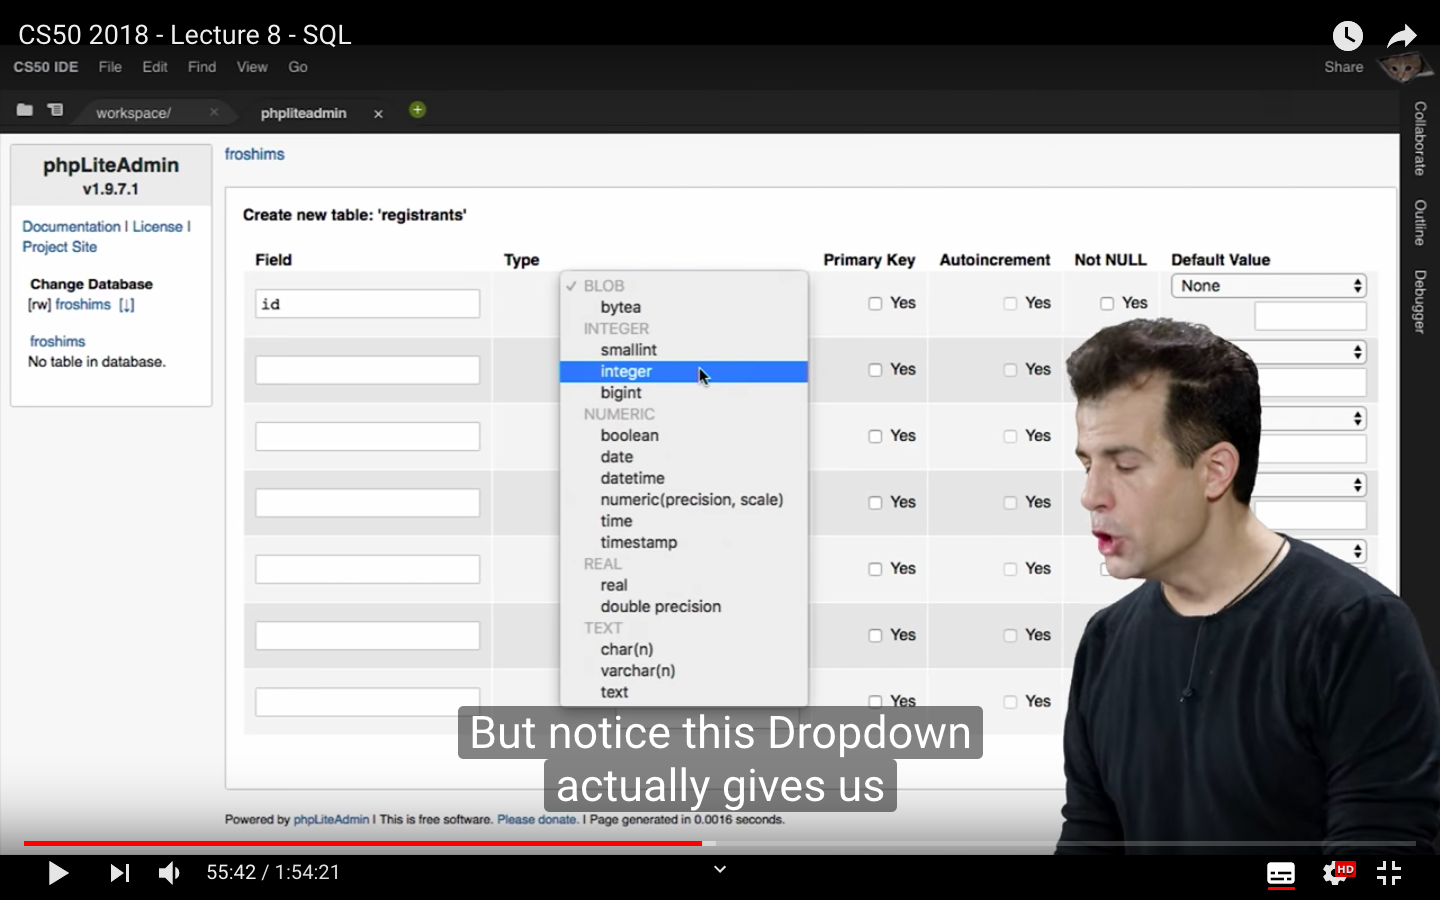 CS50 2018 - Lecture 8 - SQL
CS50 IDE File Edit Find View Go Share
workspace/ phpliteadmin
Collaborate
Outline
Debugger
phpLiteAdmin
v1.9.7.1
Documentation | License |
Project Site
Change Database
[rw] froshims [↓]
froshims
No table in database.
froshims
Create new table: 'registrants'
Field Type Primary Key Autoincrement Not NULL Default Value
id Yes Yes Yes None
Yes Yes
Yes Yes
Yes Yes
Yes Yes
Yes Yes
Yes Yes
✓ BLOB
bytea
INTEGER
smallint
integer
bigint
NUMERIC
boolean
date
datetime
numeric(precision, scale)
time
timestamp
REAL
real
double precision
TEXT
char(n)
varchar(n)
text
But notice this Dropdown
actually gives us
Powered by phpLiteAdmin | This is free software. Please donate. | Page generated in 0.0016 seconds.
55:42 / 1:54:21
HD